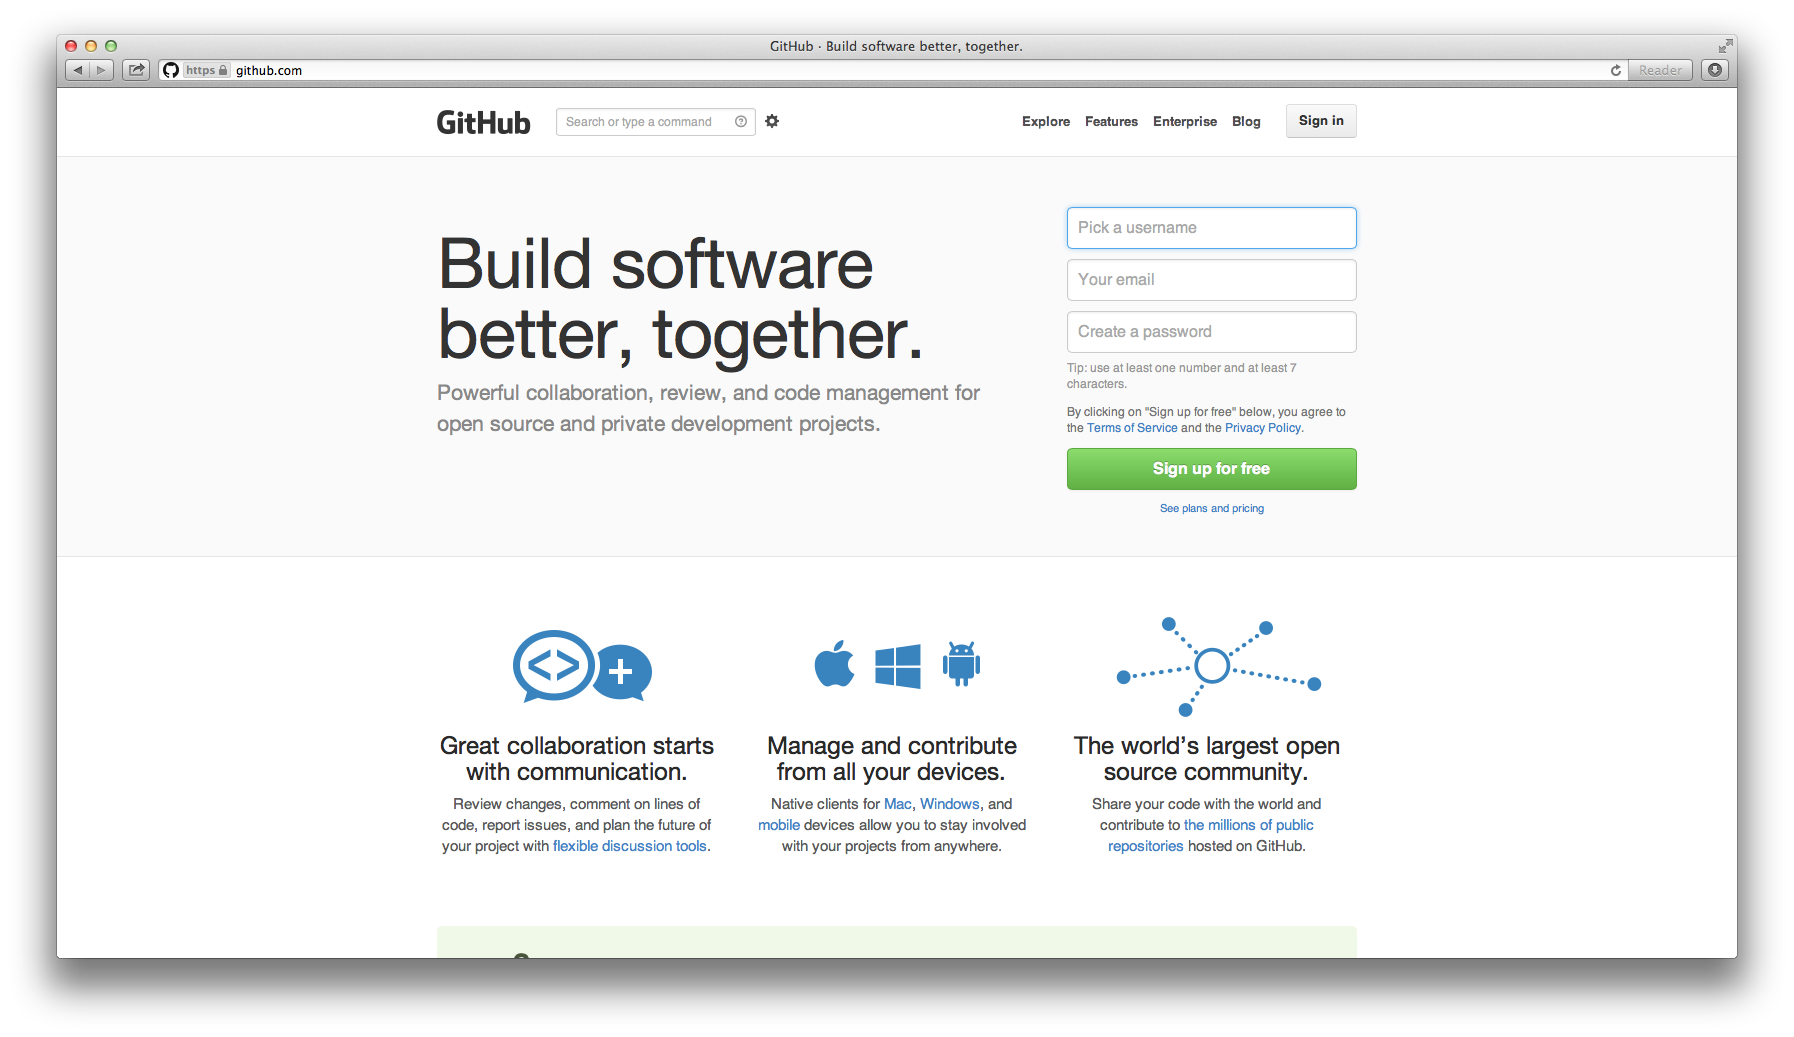 GitHub · Build software better, together.
https github.com
Reader
GitHub
Search or type a command
Explore Features Enterprise Blog Sign in
Build software
better, together.
Powerful collaboration, review, and code management for
open source and private development projects.
Pick a username
Your email
Create a password
Tip: use at least one number and at least 7
characters.
By clicking on "Sign up for free" below, you agree to
the Terms of Service and the Privacy Policy.
Sign up for free
See plans and pricing
Great collaboration starts
with communication.
Review changes, comment on lines of
code, report issues, and plan the future of
your project with flexible discussion tools.
Manage and contribute
from all your devices.
Native clients for Mac, Windows, and
mobile devices allow you to stay involved
with your projects from anywhere.
The world’s largest open
source community.
Share your code with the world and
contribute to the millions of public
repositories hosted on GitHub.